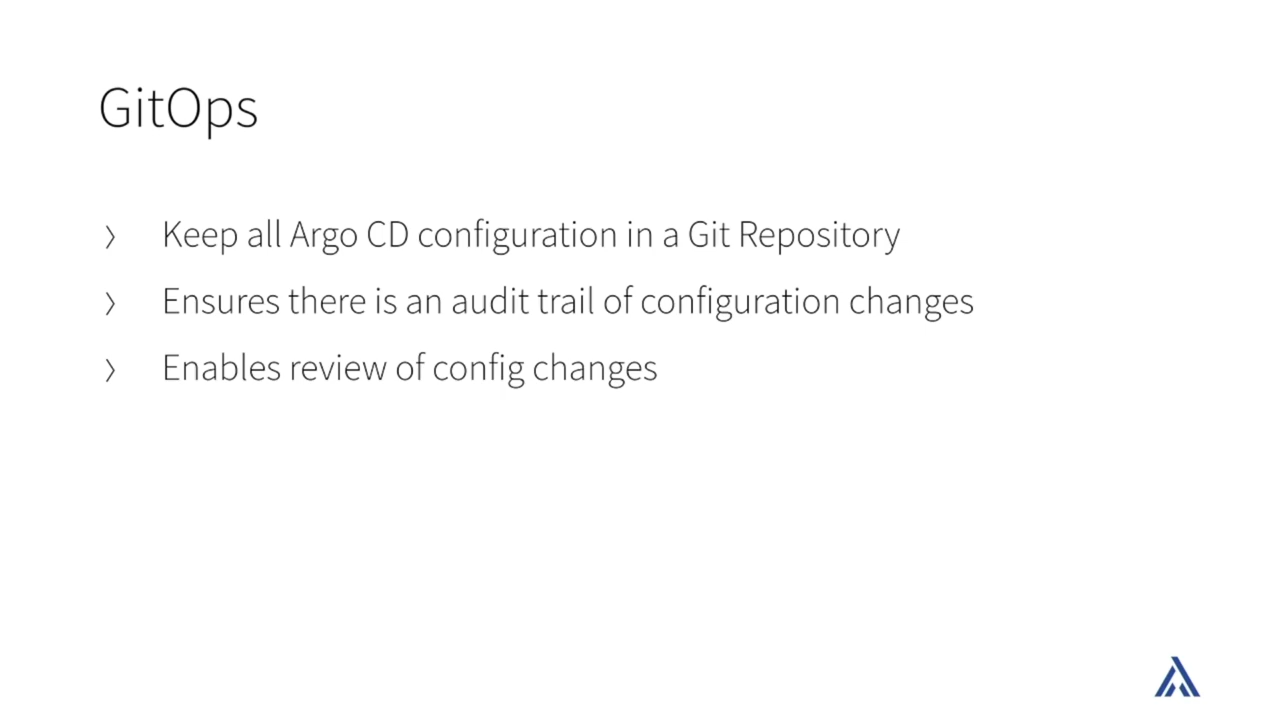 GitOps
Keep all Argo CD configuration in a Git Repository
Ensures there is an audit trail of configuration changes
Enables review of config changes